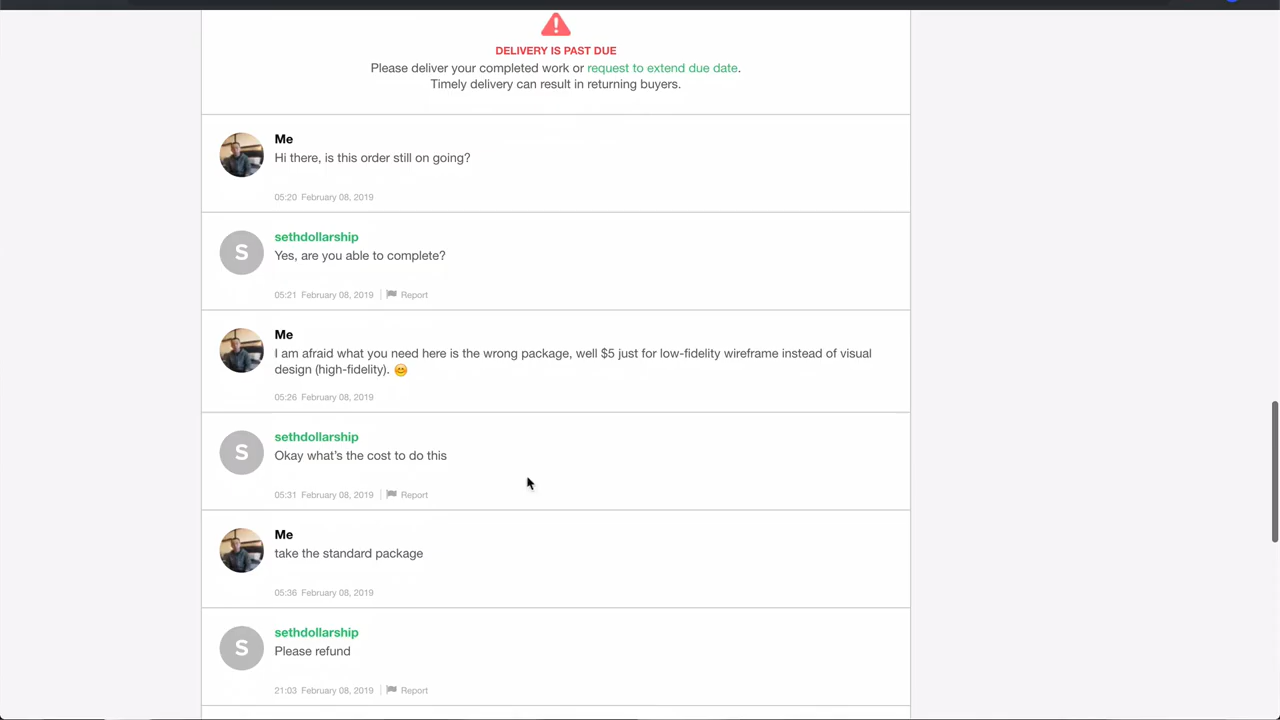 DELIVERY IS PAST DUE
Please deliver your completed work or request to extend due date.
Timely delivery can result in returning buyers.
Me
Hi there, is this order still on going?
05:20 February 08, 2019
S
sethdollarship
Yes, are you able to complete?
05:21 February 08, 2019 | Report
Me
I am afraid what you need here is the wrong package, well $5 just for low-fidelity wireframe instead of visual
design (high-fidelity). 😊
05:26 February 08, 2019
S
sethdollarship
Okay what's the cost to do this
05:31 February 08, 2019 | Report
Me
take the standard package
05:36 February 08, 2019
S
sethdollarship
Please refund
21:03 February 08, 2019 | Report